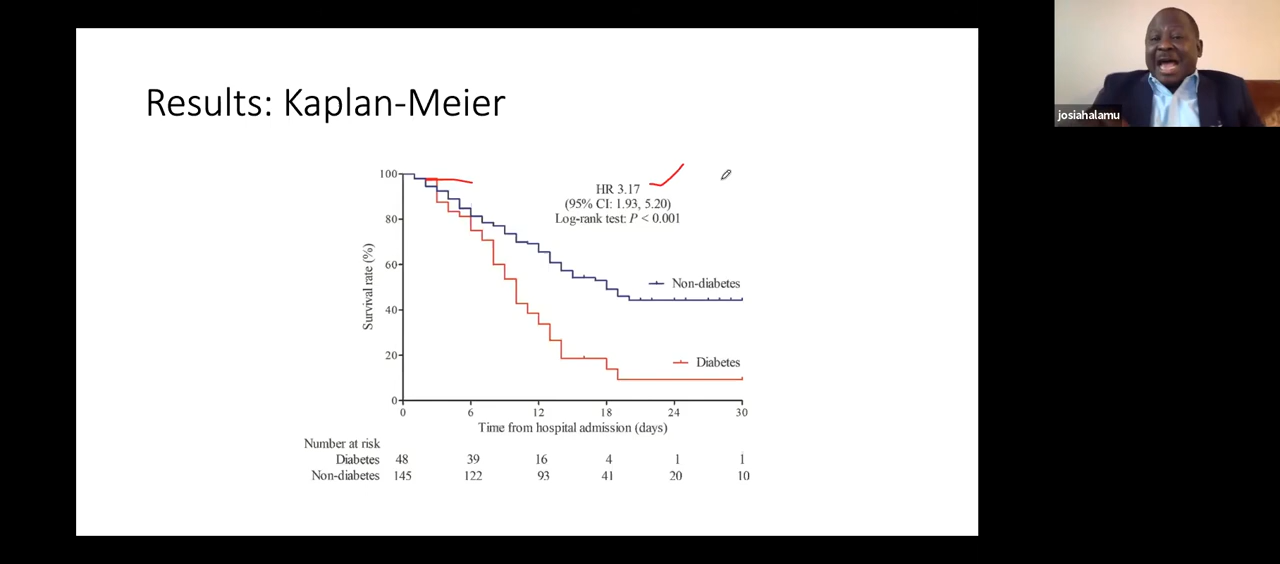 Results: Kaplan-Meier
josiahalamu
100
80
60
40
20
0
Survival rate (%)
HR 3.17
(95% CI: 1.93, 5.20)
Log-rank test: P < 0.001
Non-diabetes
Diabetes
0 6 12 18 24 30
Time from hospital admission (days)
Number at risk
Diabetes 48 39 16 4 1 1
Non-diabetes 145 122 93 41 20 10